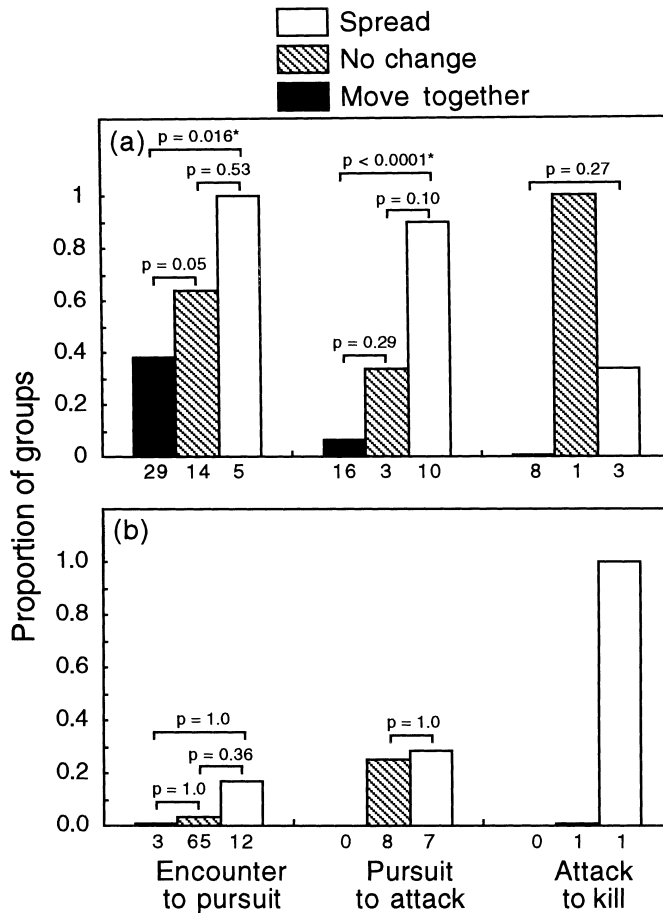 Spread
No change
Move together
(a)
p = 0.016*
p = 0.53
p = 0.05
p < 0.0001*
p = 0.10
p = 0.29
p = 0.27
1
0.8
0.6
0.4
0.2
0
29 14 5 16 3 10 8 1 3
Proportion of groups
(b)
1.0
0.8
0.6
0.4
0.2
0.0
p = 1.0
p = 0.36
p = 1.0
p = 1.0
3 65 12 0 8 7 0 1 1
Encounter to pursuit
Pursuit to attack
Attack to kill